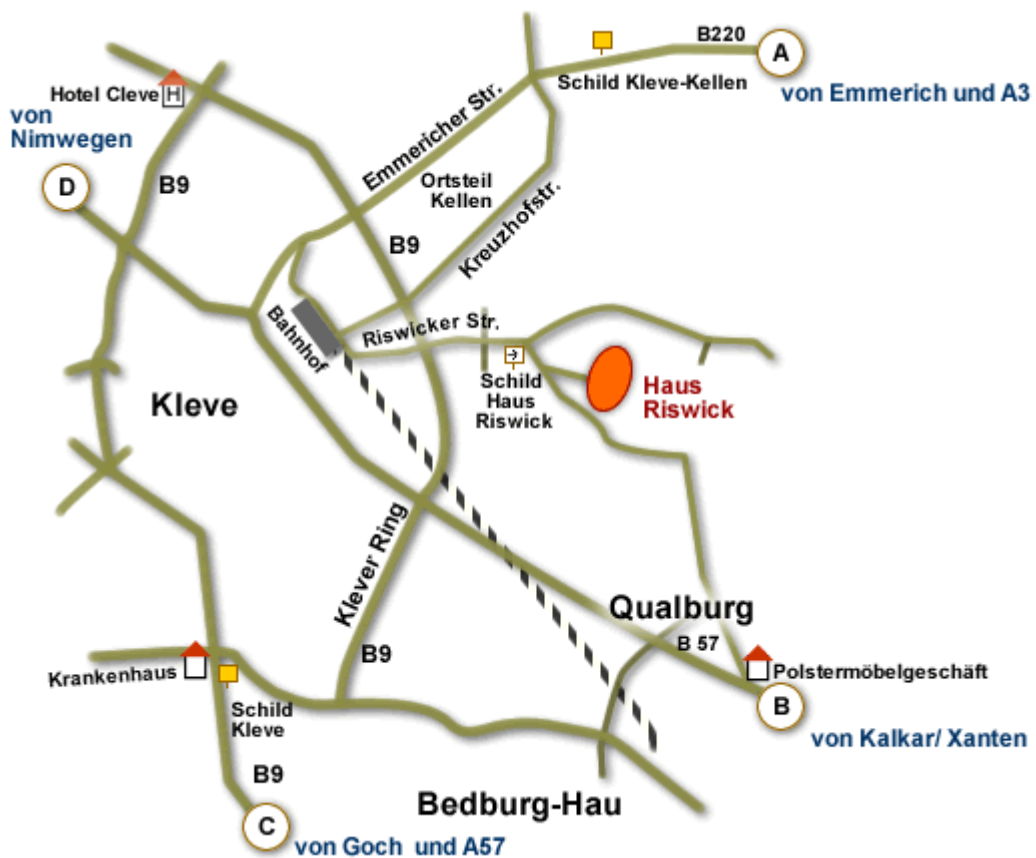 B220
A
Schild Kleve-Kellen
von Emmerich und A3
Hotel Cleve
H
von
Nimwegen
D
B9
Emmericher Str.
Ortsteil
Kellen
Kreuzhofstr.
B9
Bahnhof
Riswicker Str.
Schild
Haus
Riswick
Haus
Riswick
Kleve
Klever Ring
B9
Qualburg
B 57
Polstermöbelgeschäft
B
von Kalkar/ Xanten
Krankenhaus
Schild
Kleve
B9
C
von Goch und A57
Bedburg-Hau